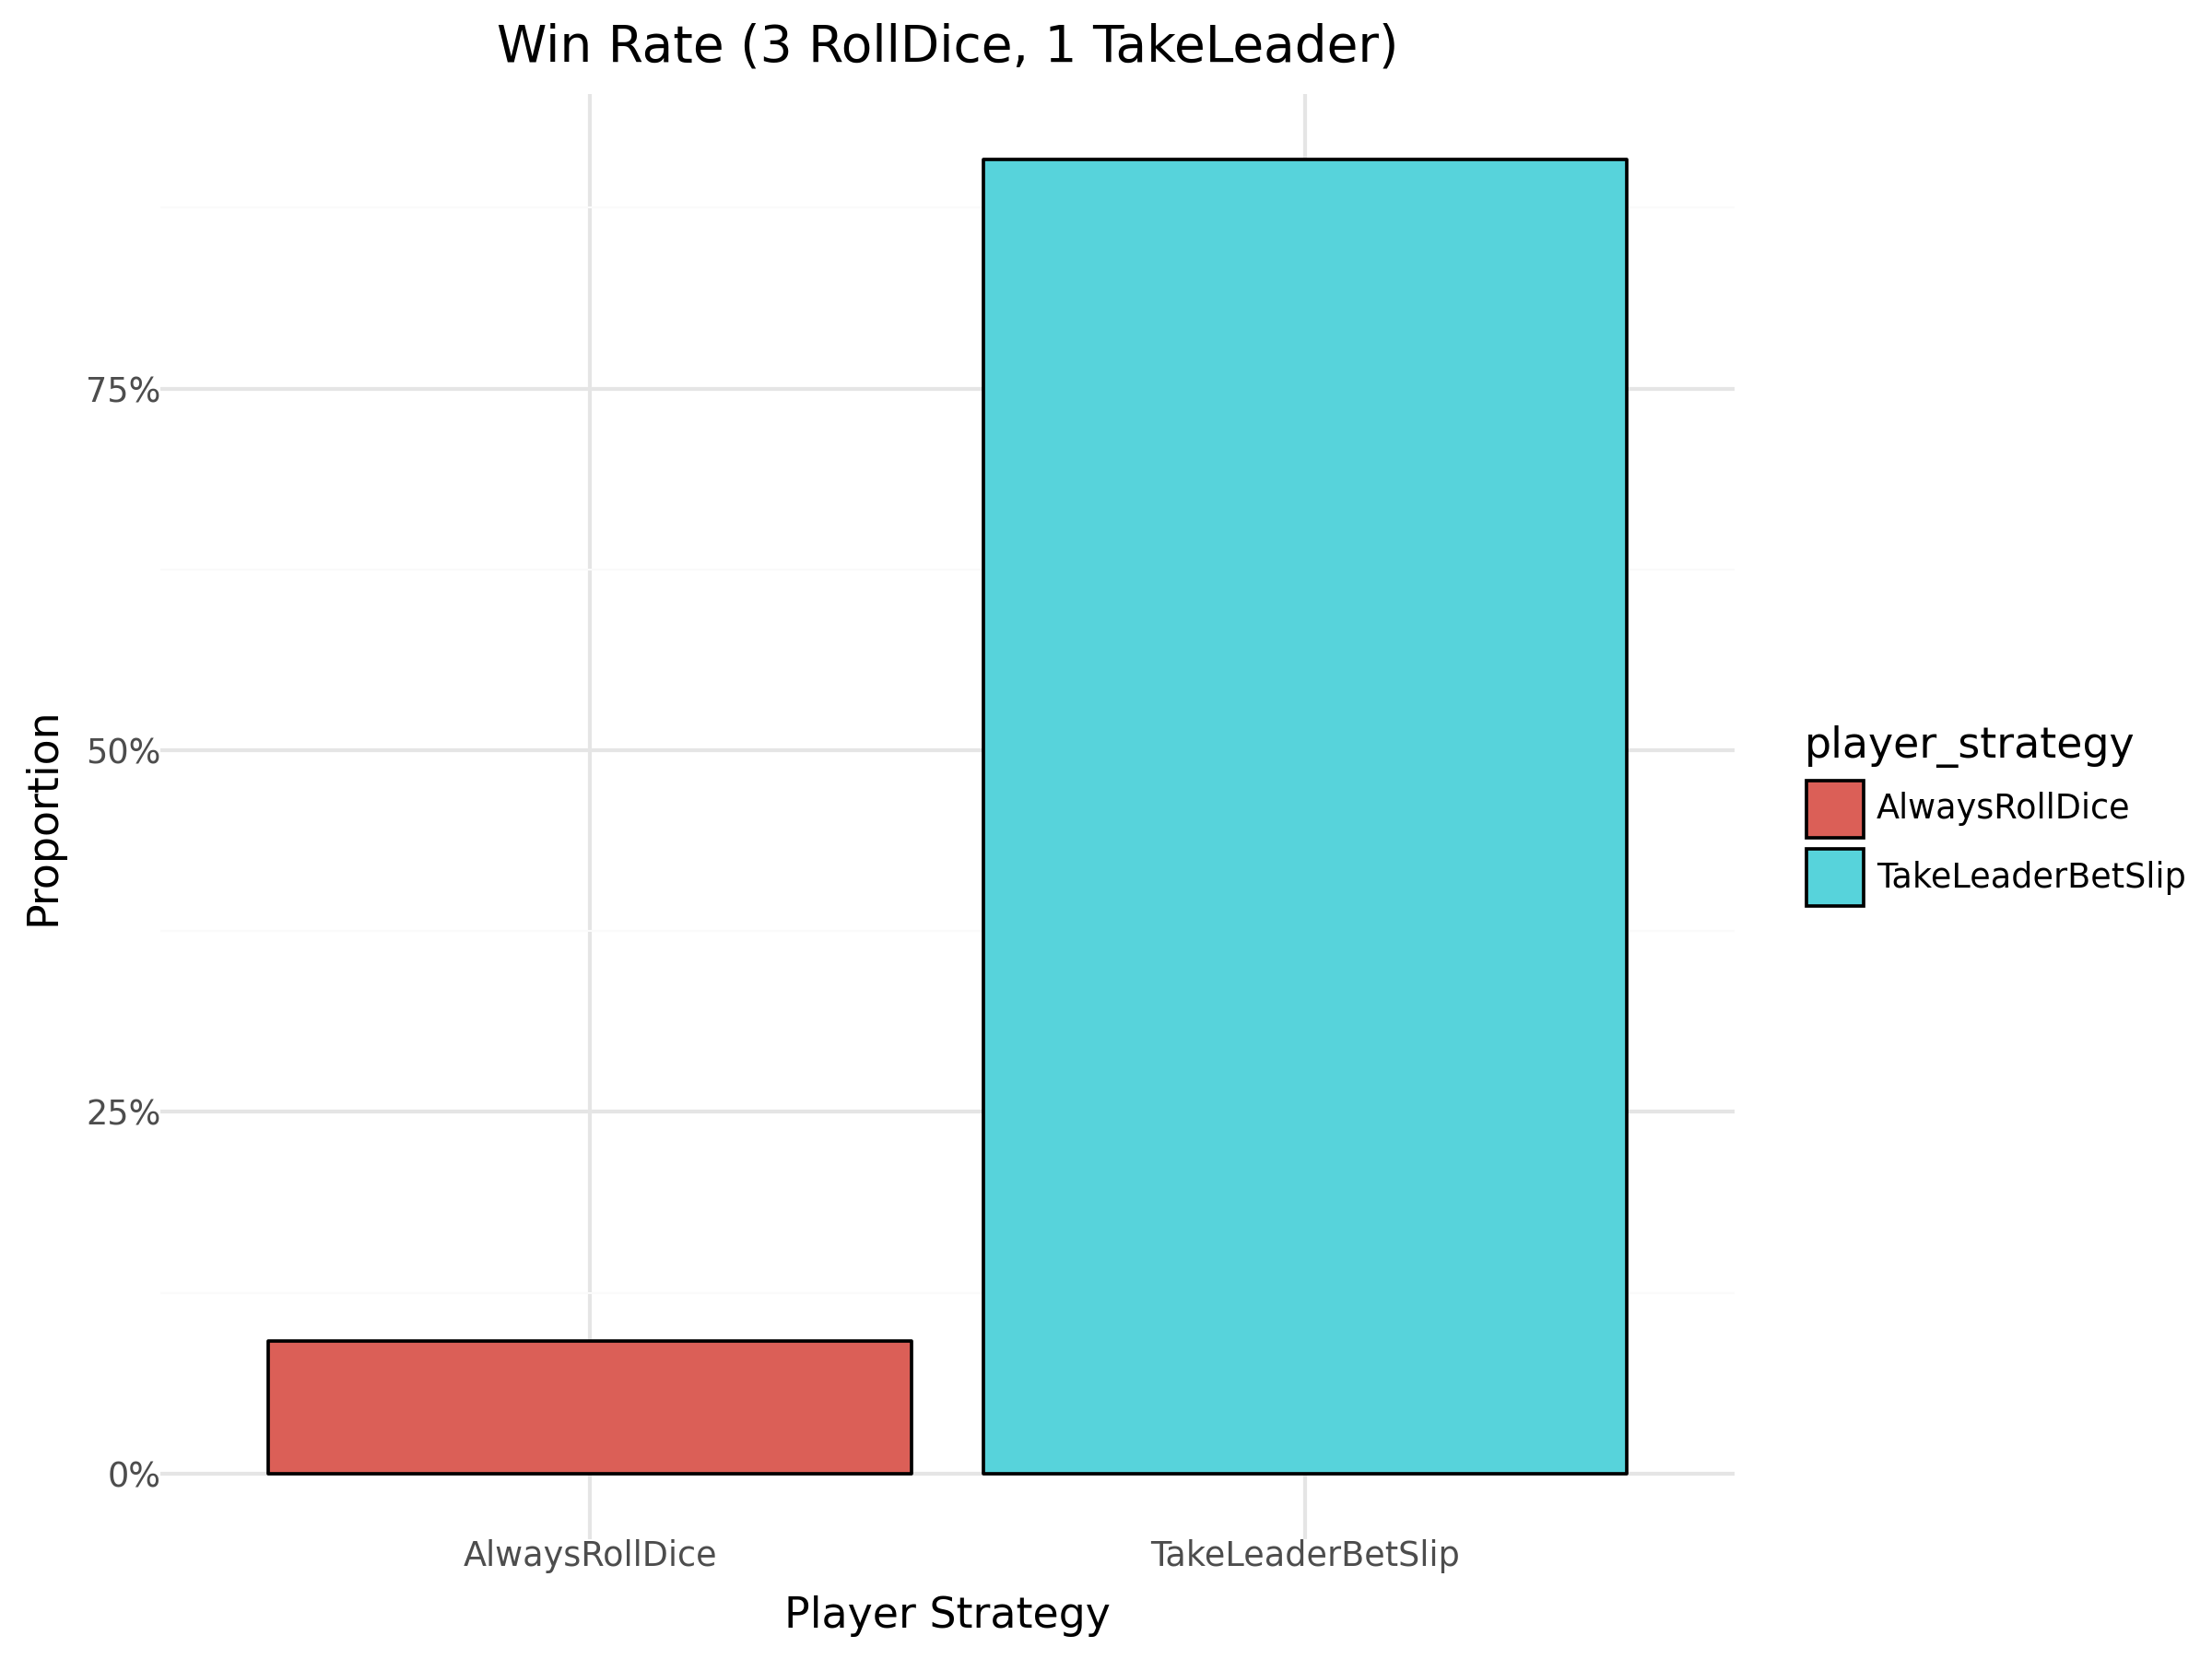 Win Rate (3 RollDice, 1 TakeLeader)
Proportion
75%
50%
25%
0%
AlwaysRollDice
TakeLeaderBetSlip
Player Strategy
player_strategy
AlwaysRollDice
TakeLeaderBetSlip